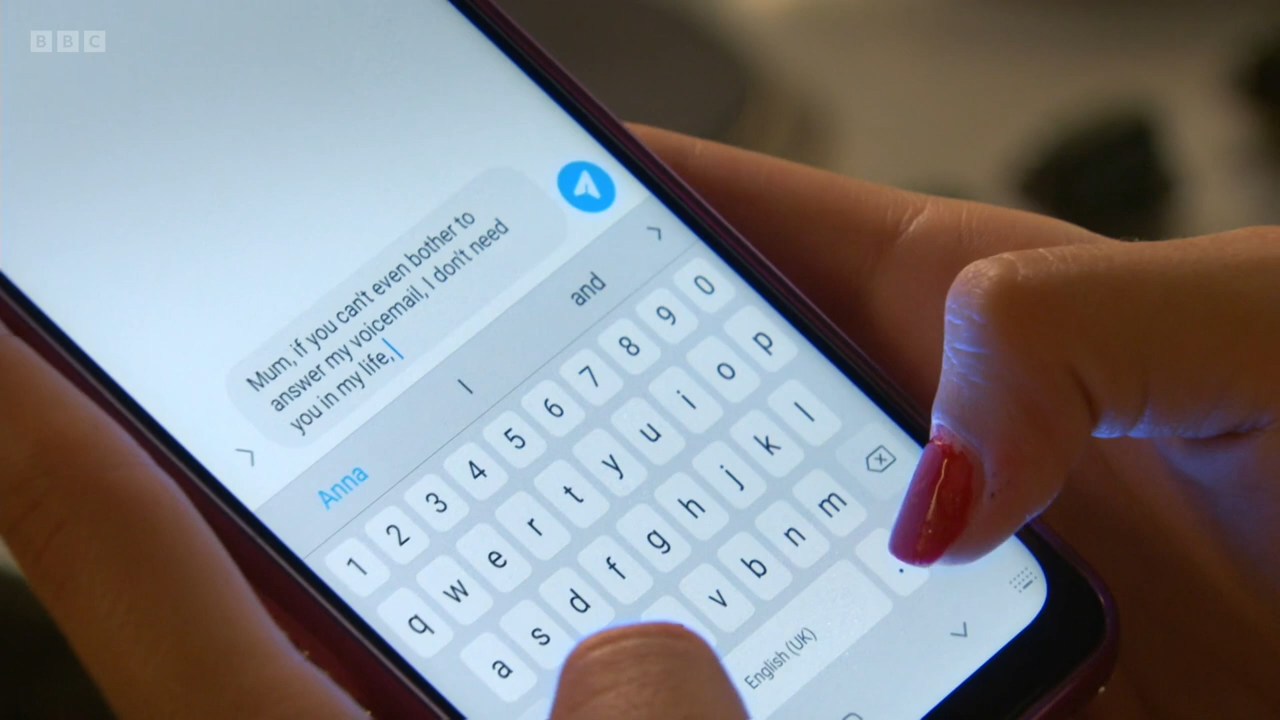 BBC
Mum, if you can't even bother to
answer my voicemail, I don't need
you in my life,
Anna
I
and
1 2 3 4 5 6 7 8 9 0
q w e r t y u i o p
a s d f g h j k l
v b n m
English (UK)
.